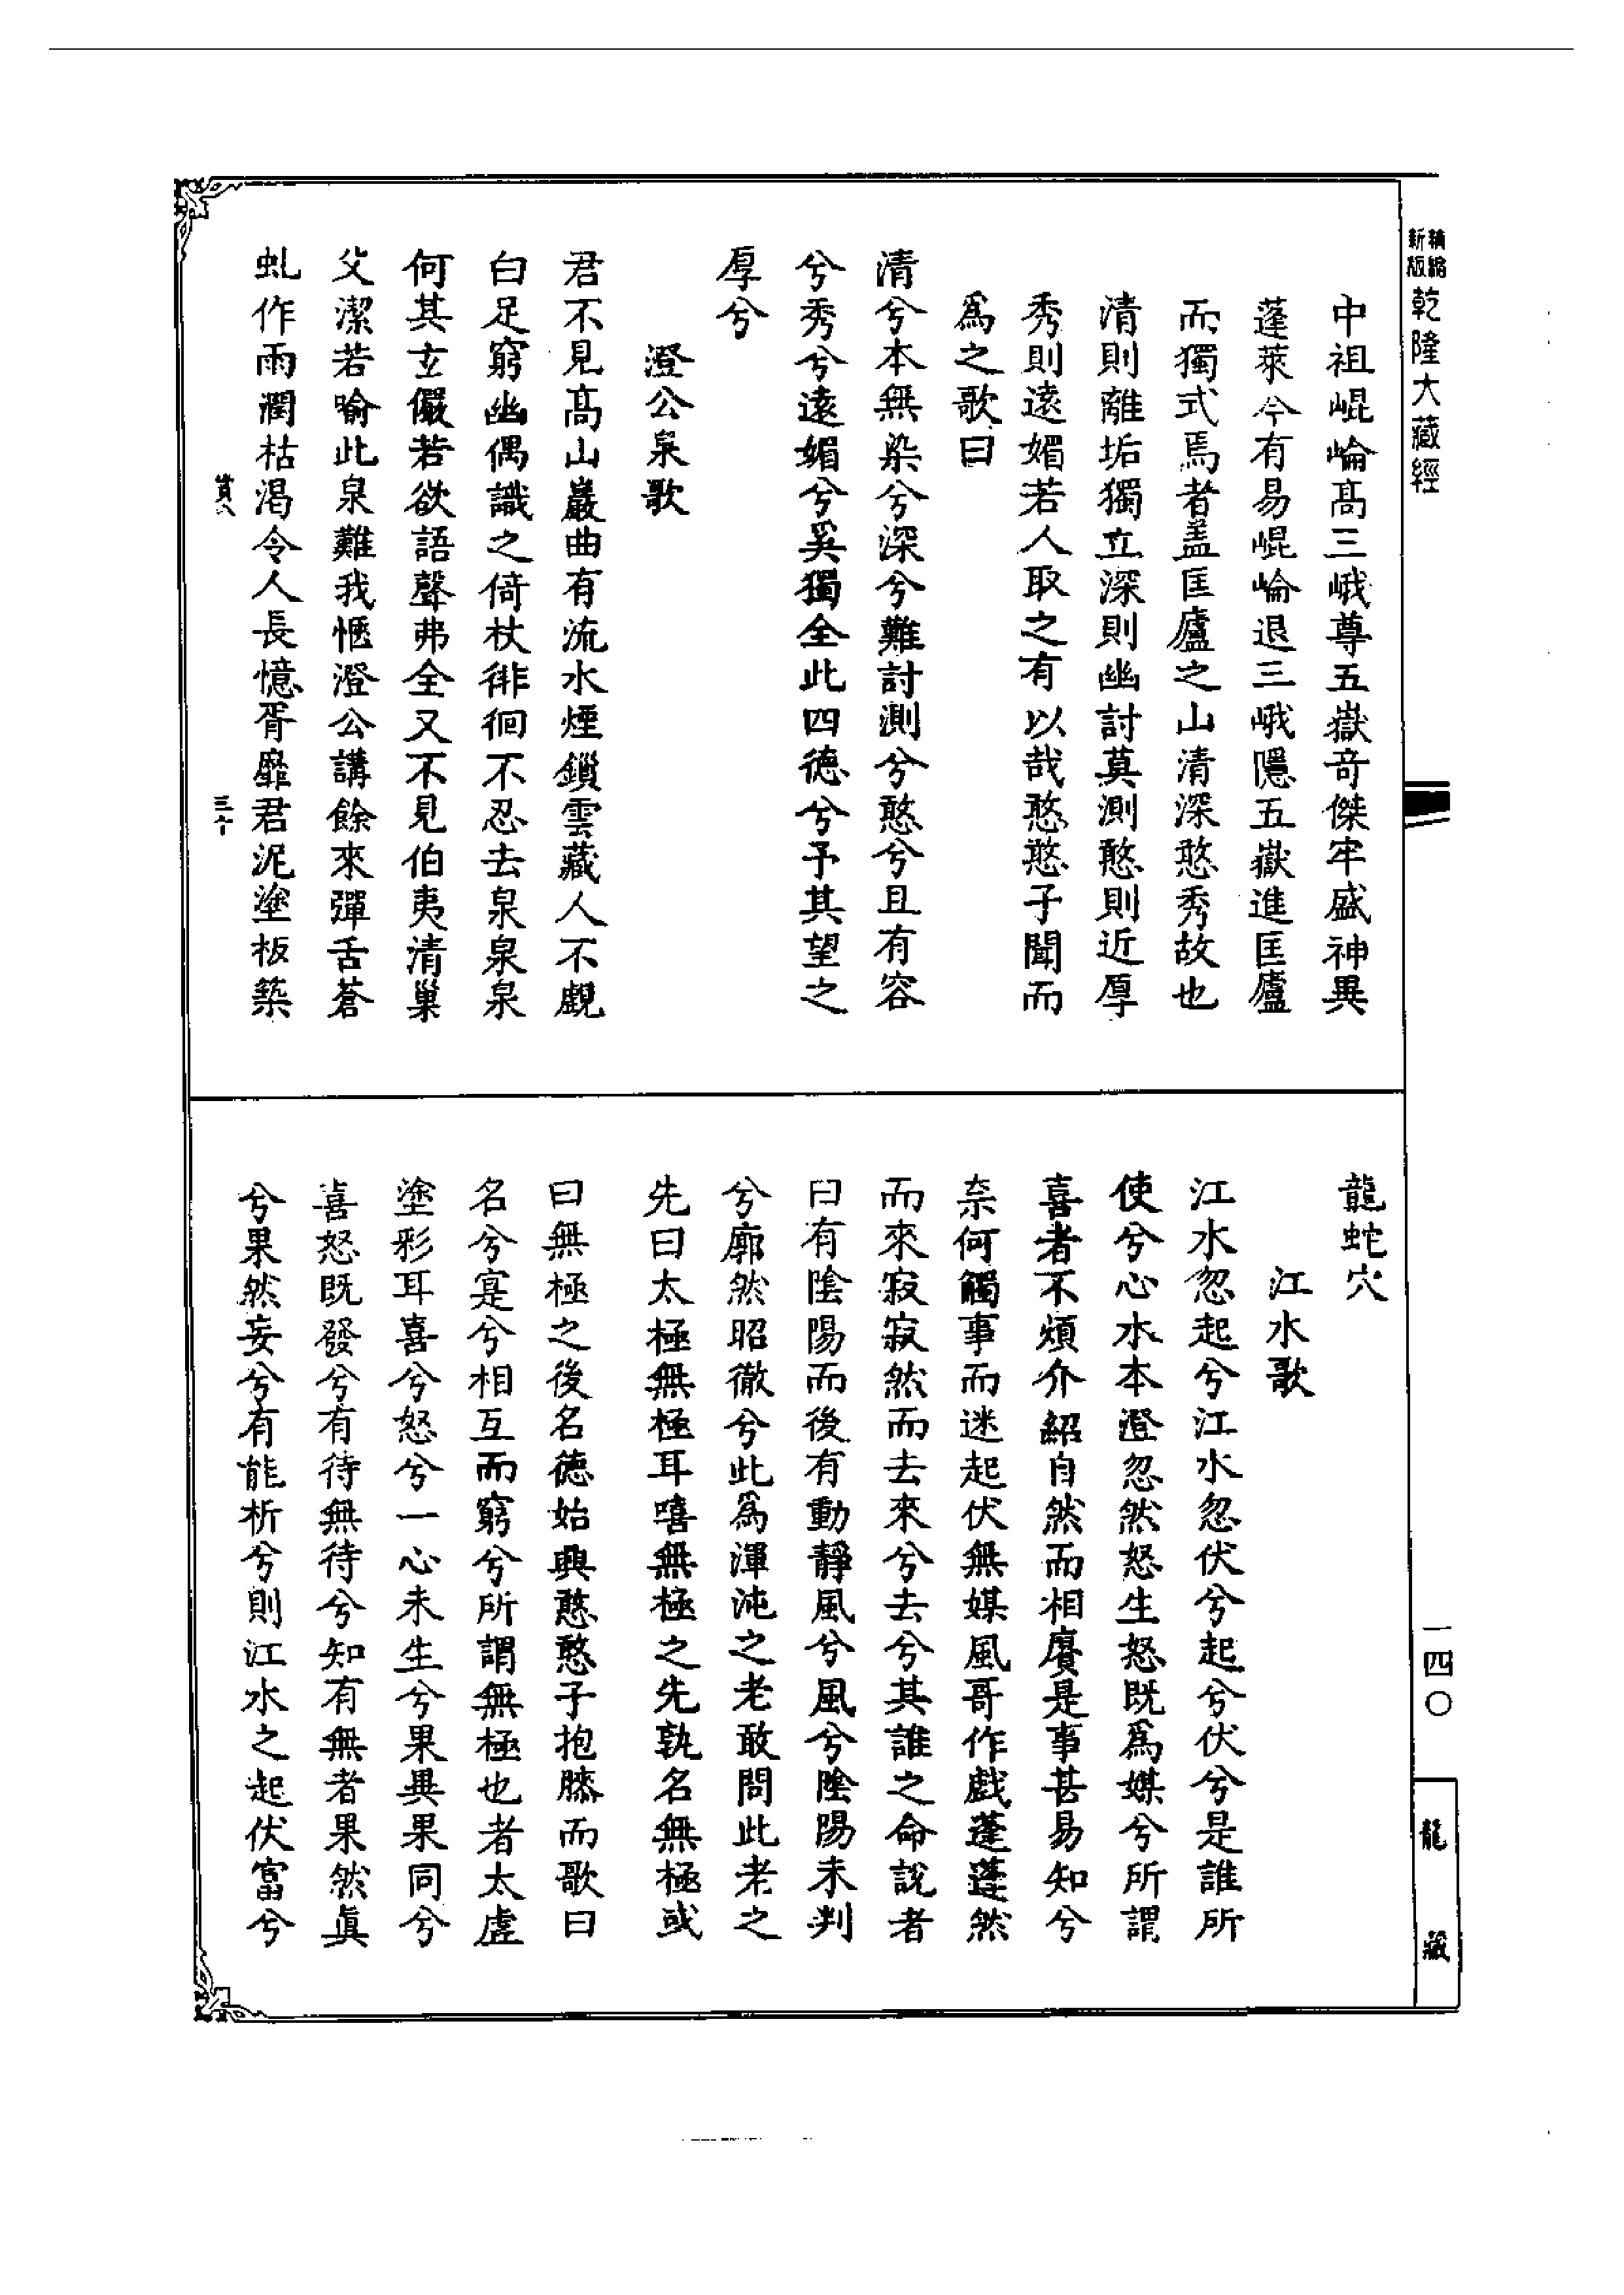 精縮新版 乾隆大藏經
中祖崐崘髙三峨尊五嶽奇傑牢盛神異
蓬萊兮有易崐崘退三峨隱五嶽進匡廬
而獨式焉者盖匡廬之山清深憨秀故也
清則離垢獨立深則幽討莫測憨則近厚
秀則遠媚若人取之有以哉憨憨子聞而
爲之歌曰
清兮本無染兮深兮難討測兮憨兮且有容
兮秀兮遠媚兮奚獨全此四德兮予其望之
厚兮
澄公泉歌
君不見髙山巖曲有流水煙鎖雲藏人不覷
白足窮幽偶識之倚杖徘徊不忍去泉泉泉
何其玄儼若欲語聲弗全又不見伯夷清巢
父潔若喻此泉難我愜澄公講餘來彈舌蒼
虬作雨潤枯渴令人長憶胥靡君泥塗板築
三十
龍蛇穴
江水歌
江水忽起兮江水忽伏兮起兮伏兮是誰所
使兮心水本澄忽然怒生怒既爲媒兮所謂
喜者不煩介紹自然而相賡是事甚易知兮
柰何觸事而迷起伏無媒風哥作戲蓬蓬然
而來寂寂然而去來兮去兮其誰之命說者
曰有陰陽而後有動靜風兮風兮陰陽未判
兮廓然昭徹兮此爲渾沌之老敢問此老之
先曰太極無極耳嘻無極之先孰名無極或
曰無極之後名德始興憨憨子抱膝而歌曰
名兮寔兮相互而窮兮所謂無極也者太虛
塗彩耳喜兮怒兮一心未生兮果異果同兮
喜怒既發兮有待無待兮知有無者果然眞
兮果然妄兮有能析兮則江水之起伏富兮
一四〇
龍藏